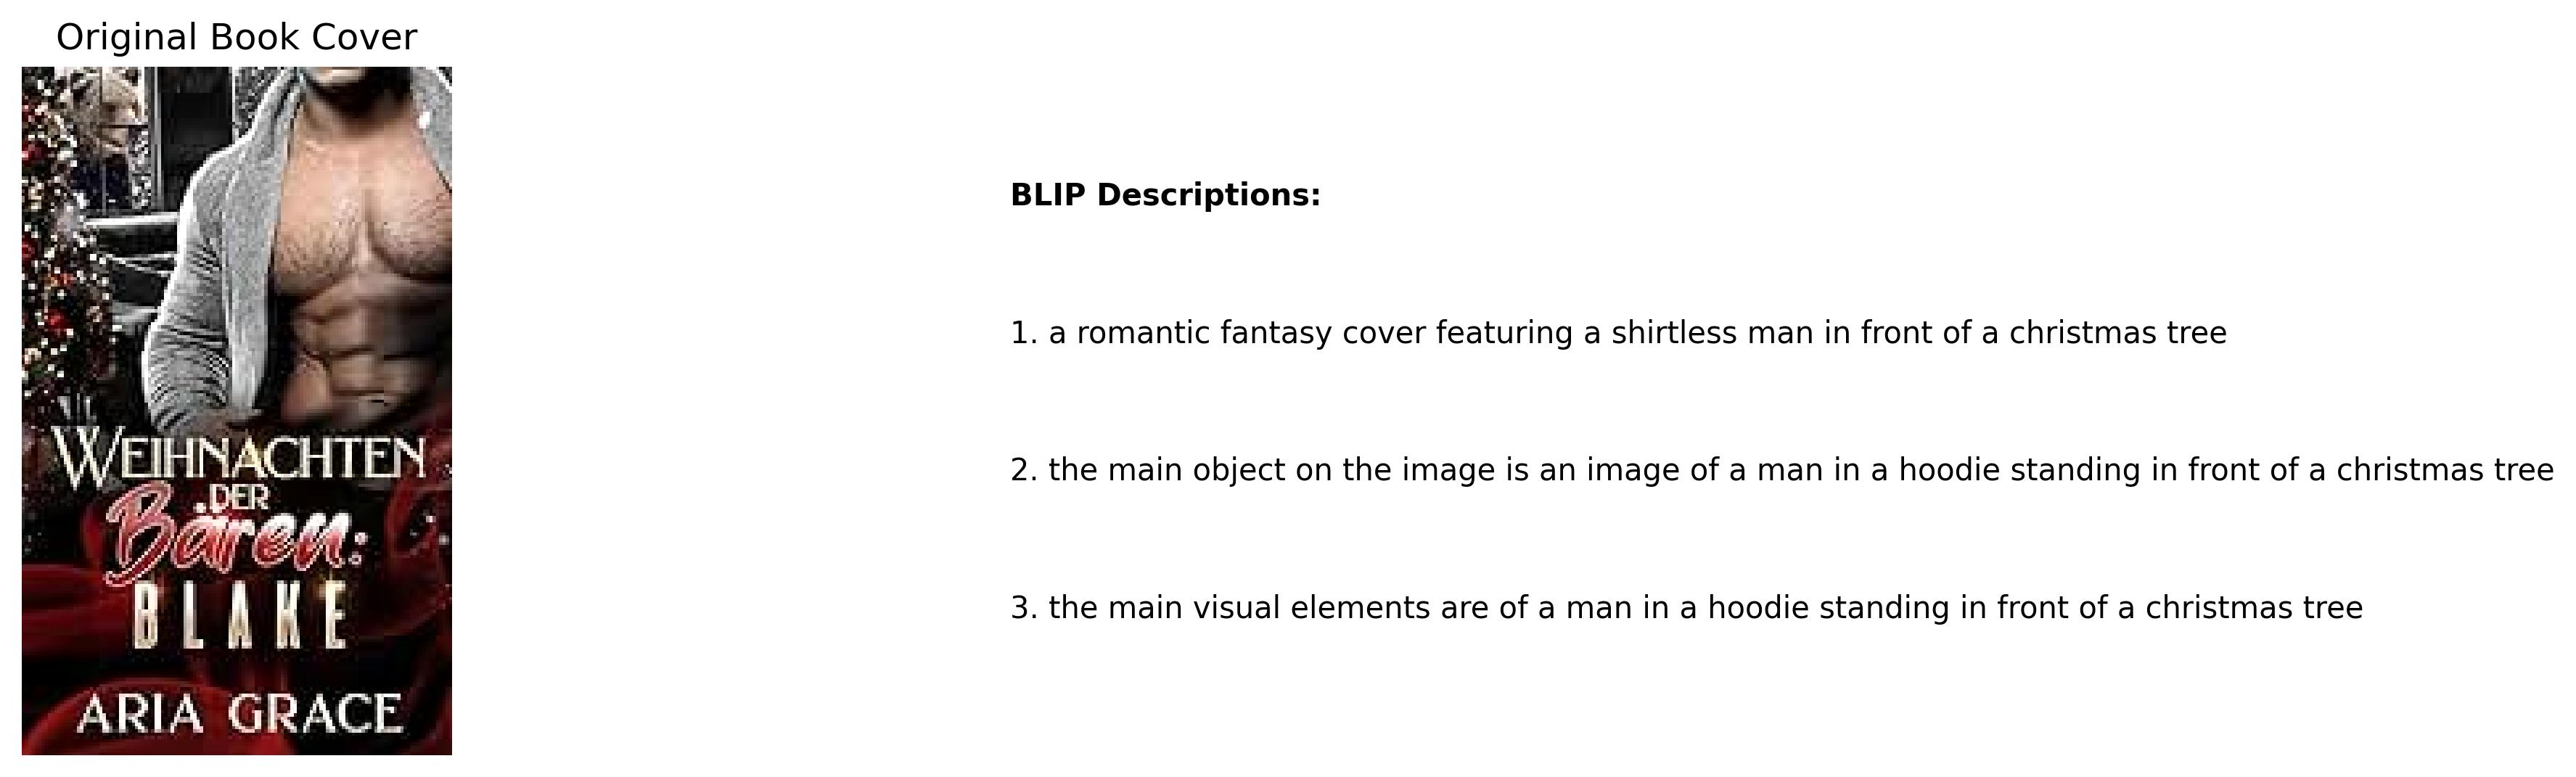 Original Book Cover
WEIHNACHTEN
DER
Bären:
BLAKE
ARIA GRACE
BLIP Descriptions:
1. a romantic fantasy cover featuring a shirtless man in front of a christmas tree
2. the main object on the image is an image of a man in a hoodie standing in front of a christmas tree
3. the main visual elements are of a man in a hoodie standing in front of a christmas tree